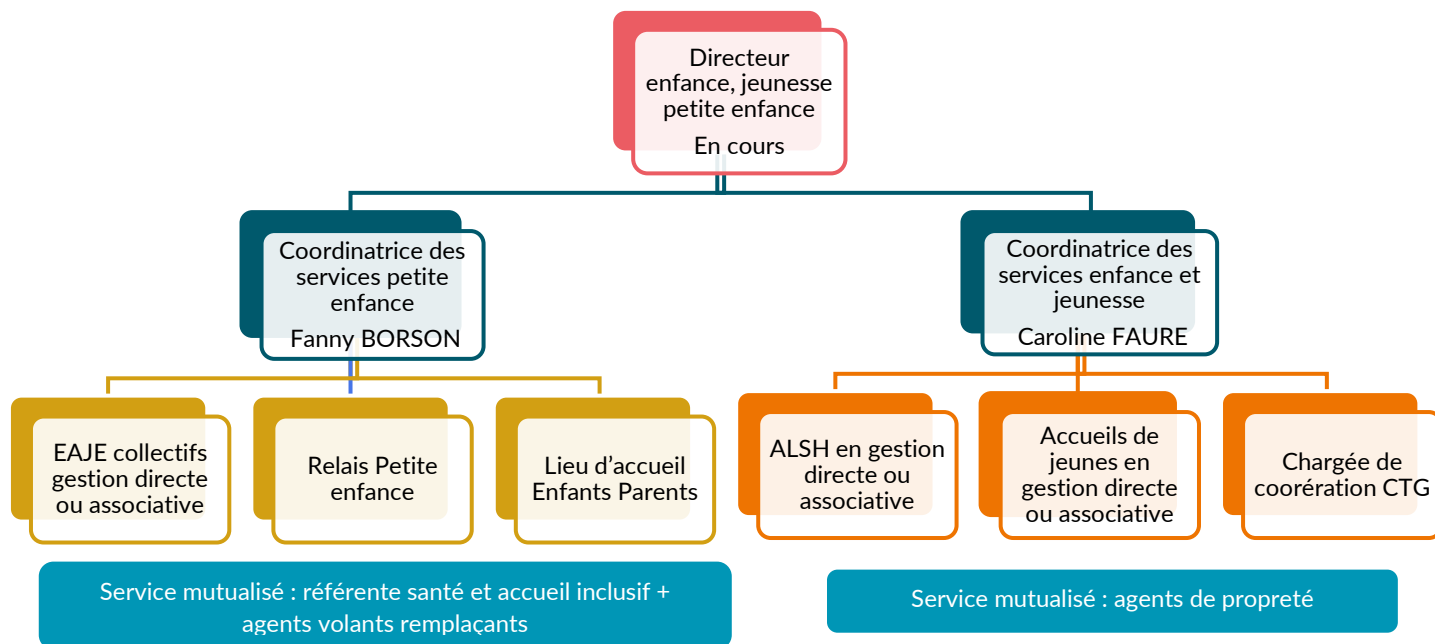 Directeur
enfance, jeunesse
petite enfance
En cours
Coordinatrice des
services petite
enfance
Fanny BORSON
Coordinatrice des
services enfance et
jeunesse
Caroline FAURE
EAJE collectifs
gestion directe
ou associative
Relais Petite
enfance
Lieu d’accueil
Enfants Parents
ALSH en gestion
directe ou
associative
Accueils de
jeunes en
gestion directe
ou associative
Chargée de
coorération CTG
Service mutualisé : référente santé et accueil inclusif +
agents volants remplaçants
Service mutualisé : agents de propreté